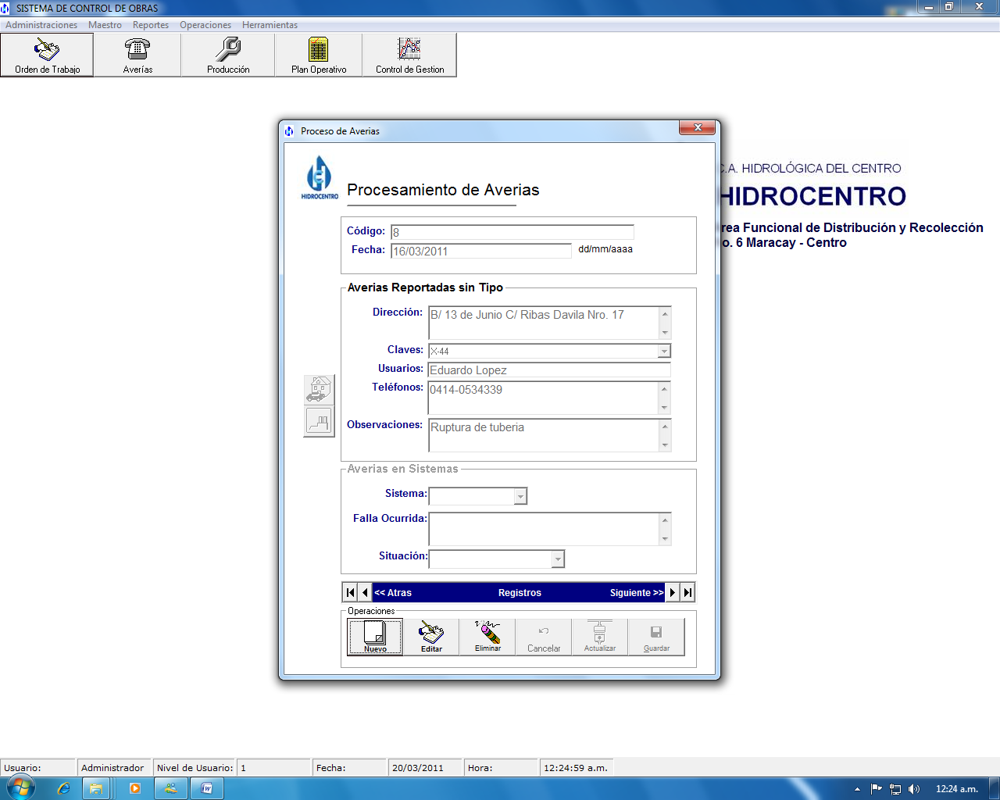 SISTEMA DE CONTROL DE OBRAS
Administraciones Maestro Reportes Operaciones Herramientas
Orden de Trabajo Averías Producción Plan Operativo Control de Gestion
Proceso de Averias
C.A. HIDROLÓGICA DEL CENTRO
HIDROCENTRO
rea Funcional de Distribución y Recolección
o. 6 Maracay - Centro
HIDROCENTRO
Procesamiento de Averias
Código: 8
Fecha: 16/03/2011 dd/mm/aaaa
Averias Reportadas sin Tipo
Dirección: B/ 13 de Junio C/ Ribas Davila Nro. 17
Claves: X-44
Usuarios: Eduardo Lopez
Teléfonos: 0414-0534339
Observaciones: Ruptura de tuberia
Averias en Sistemas
Sistema:
Falla Ocurrida:
Situación:
<< Atras Registros Siguiente >>
Operaciones
Nuevo Editar Eliminar Cancelar Actualizar Guardar
Usuario: Administrador Nivel de Usuario: 1 Fecha: 20/03/2011 Hora: 12:24:59 a.m.
12:24 a.m.